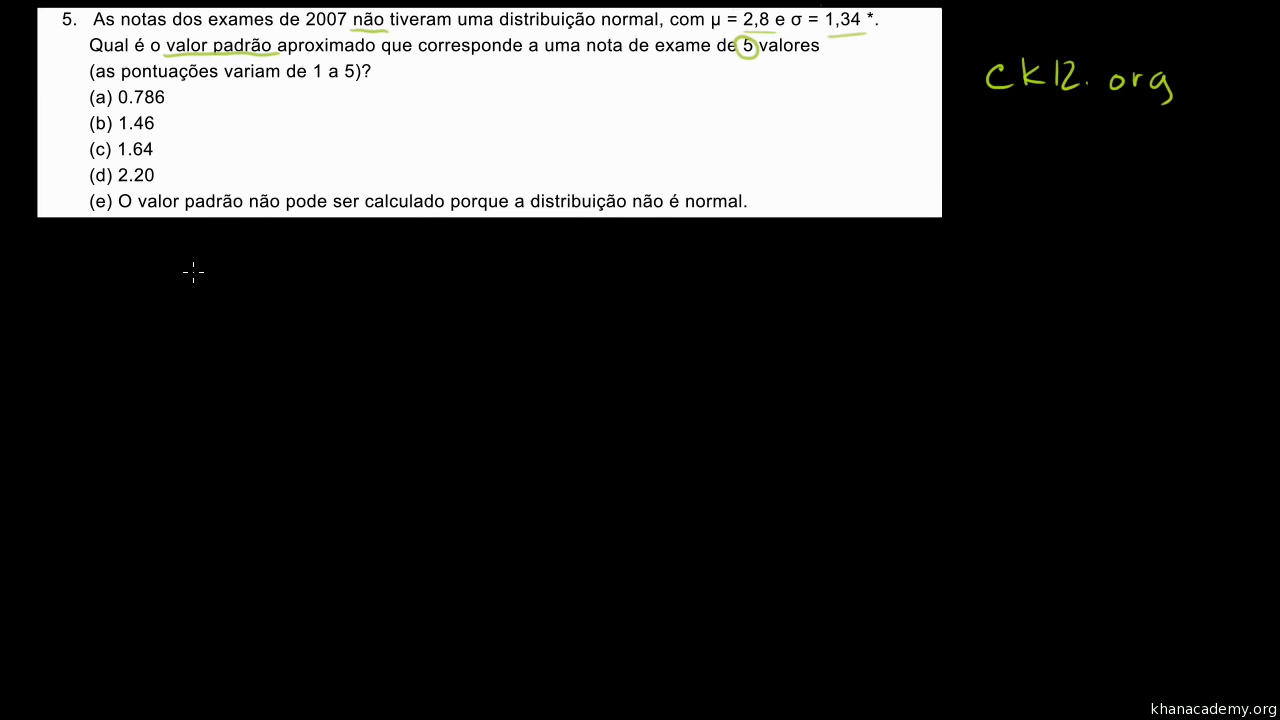 5. As notas dos exames de 2007 não tiveram uma distribuição normal, com μ = 2,8 e σ = 1,34 *.
Qual é o valor padrão aproximado que corresponde a uma nota de exame de 5 valores
(as pontuações variam de 1 a 5)?
(a) 0.786
(b) 1.46
(c) 1.64
(d) 2.20
(e) O valor padrão não pode ser calculado porque a distribuição não é normal.
ck12.org
khanacademy.org